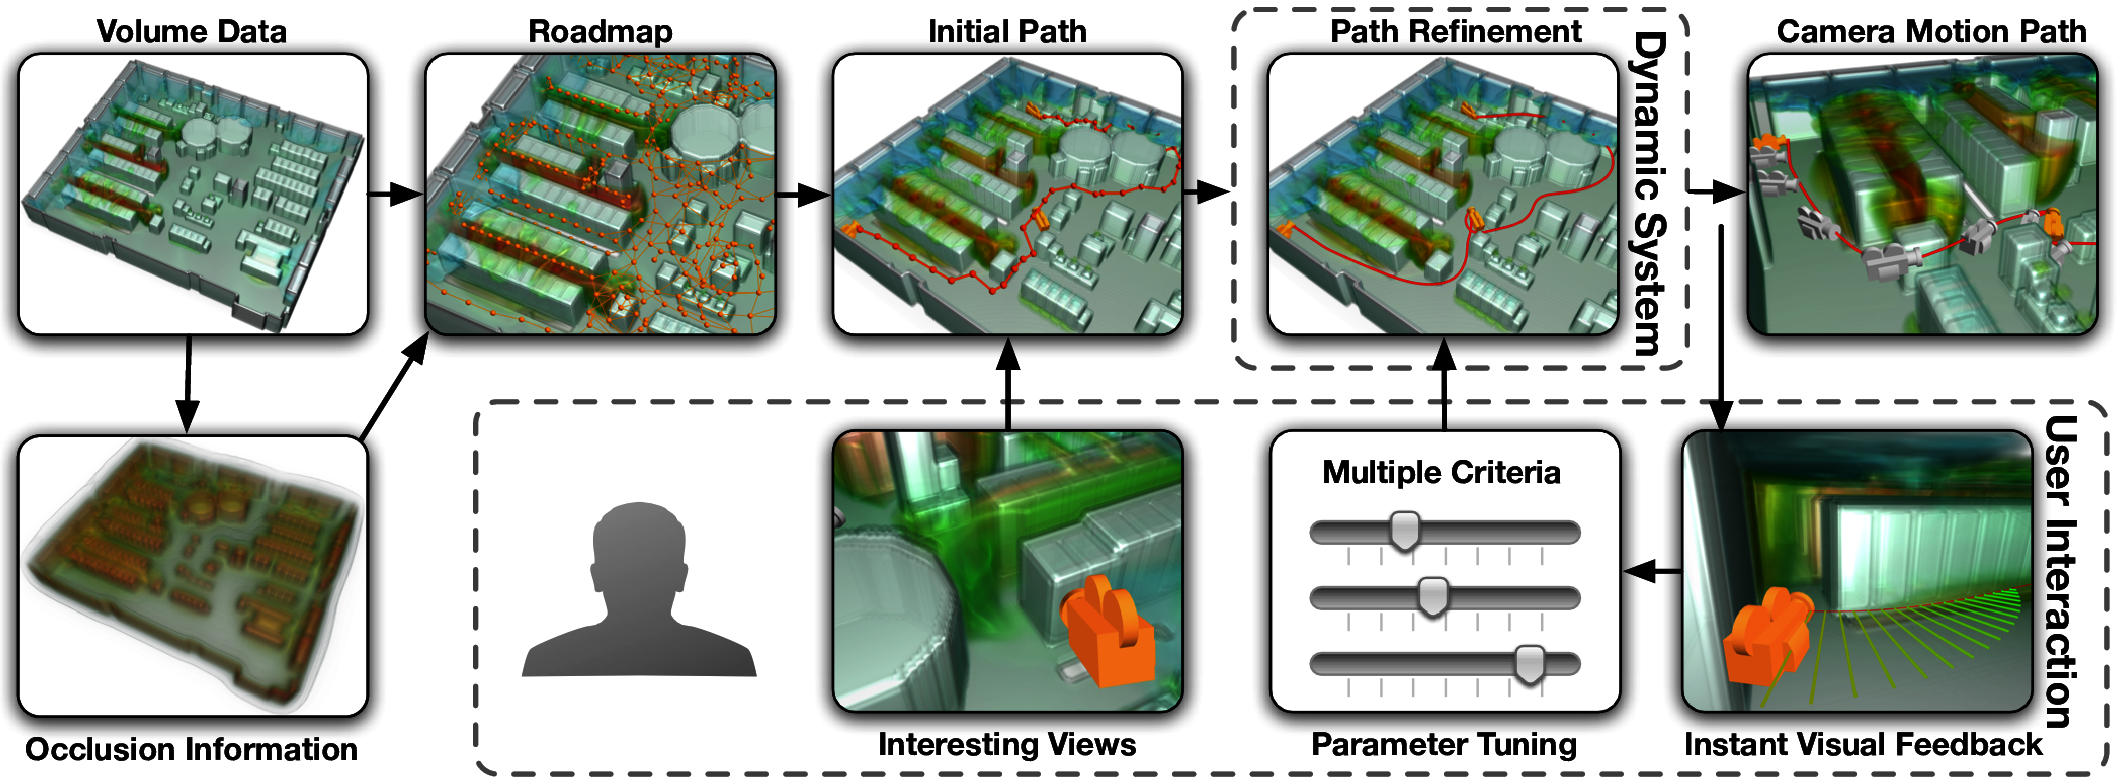 Volume Data
Roadmap
Initial Path
Path Refinement
Dynamic System
Camera Motion Path
Multiple Criteria
User Interaction
Occlusion Information
Interesting Views
Parameter Tuning
Instant Visual Feedback